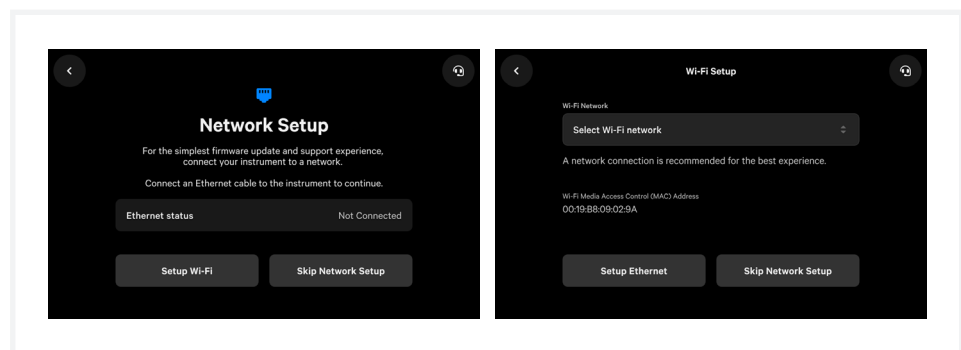 Network Setup
For the simplest firmware update and support experience,
connect your instrument to a network.
Connect an Ethernet cable to the instrument to continue.
Ethernet status Not Connected
Setup Wi-Fi Skip Network Setup
Wi-Fi Setup
Wi-Fi Network
Select Wi-Fi network
A network connection is recommended for the best experience.
Wi-Fi Media Access Control (MAC) Address
00:19:B8:09:02:9A
Setup Ethernet Skip Network Setup